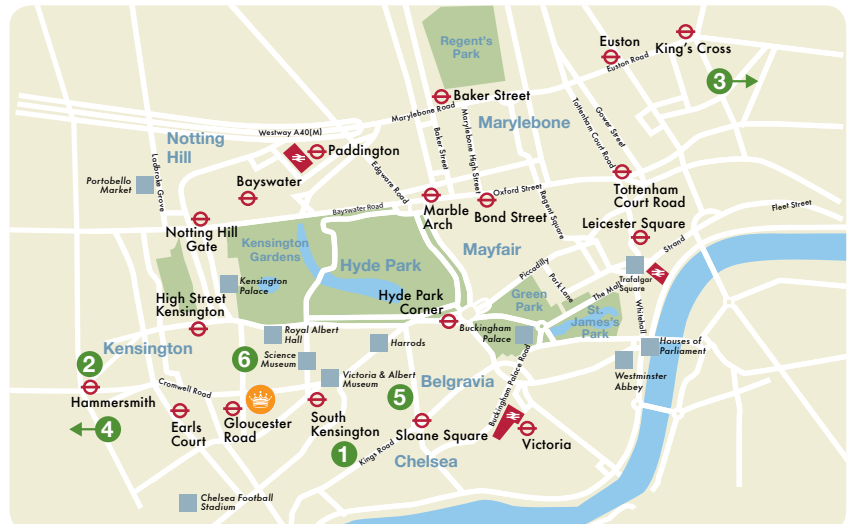 Regent's
Park
Euston
King's Cross
Euston Road
3
Baker Street
Marylebone Road
Marylebone
Gower Street
Tottenham Court Road
Westway A40(M)
Notting
Hill
Paddington
Baker Street
Marylebone High Street
Edgware Road
Portobello
Market
Ladbroke Grove
Bayswater
Tottenham
Court Road
Oxford Street
Bayswater Road
Marble
Arch
Bond Street
Regent Street
Fleet Street
Notting Hill
Gate
Leicester Square
Strand
Kensington
Gardens
Hyde Park
Mayfair
Piccadilly
Park Lane
Trafalgar
Square
Kensington
Palace
The Mall
Green
Park
High Street
Kensington
Hyde Park
Corner
St.
James's
Park
Whitehall
Buckingham
Palace
Royal Albert
Hall
Harrods
Houses of
Parliament
Kensington
2
6
Science
Museum
Victoria & Albert
Museum
Westminster
Abbey
Belgravia
Buckingham Palace Road
Cromwell Road
Hammersmith
5
4
Earls
Court
Gloucester
Road
South
Kensington
Sloane Square
Victoria
1
Kings Road
Chelsea
Chelsea Football
Stadium